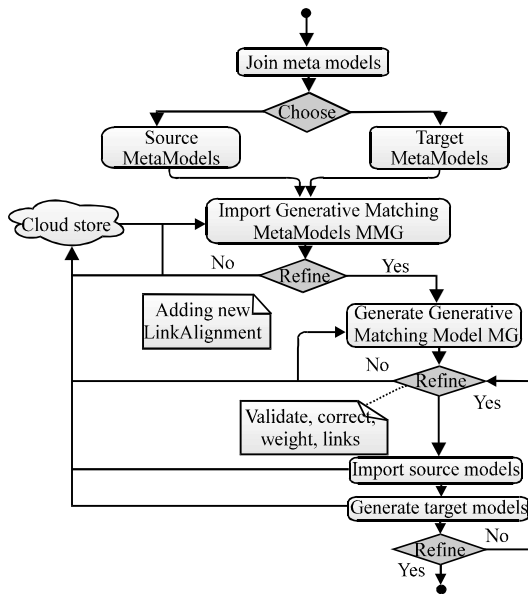 Join meta models
Choose
Source
MetaModels
Target
MetaModels
Cloud store
Import Generative Matching
MetaModels MMG
No
Refine
Yes
Adding new
LinkAlignment
Generate Generative
Matching Model MG
No
Refine
Yes
Validate, correct,
weight, links
Import source models
Generate target models
Refine
No
Yes